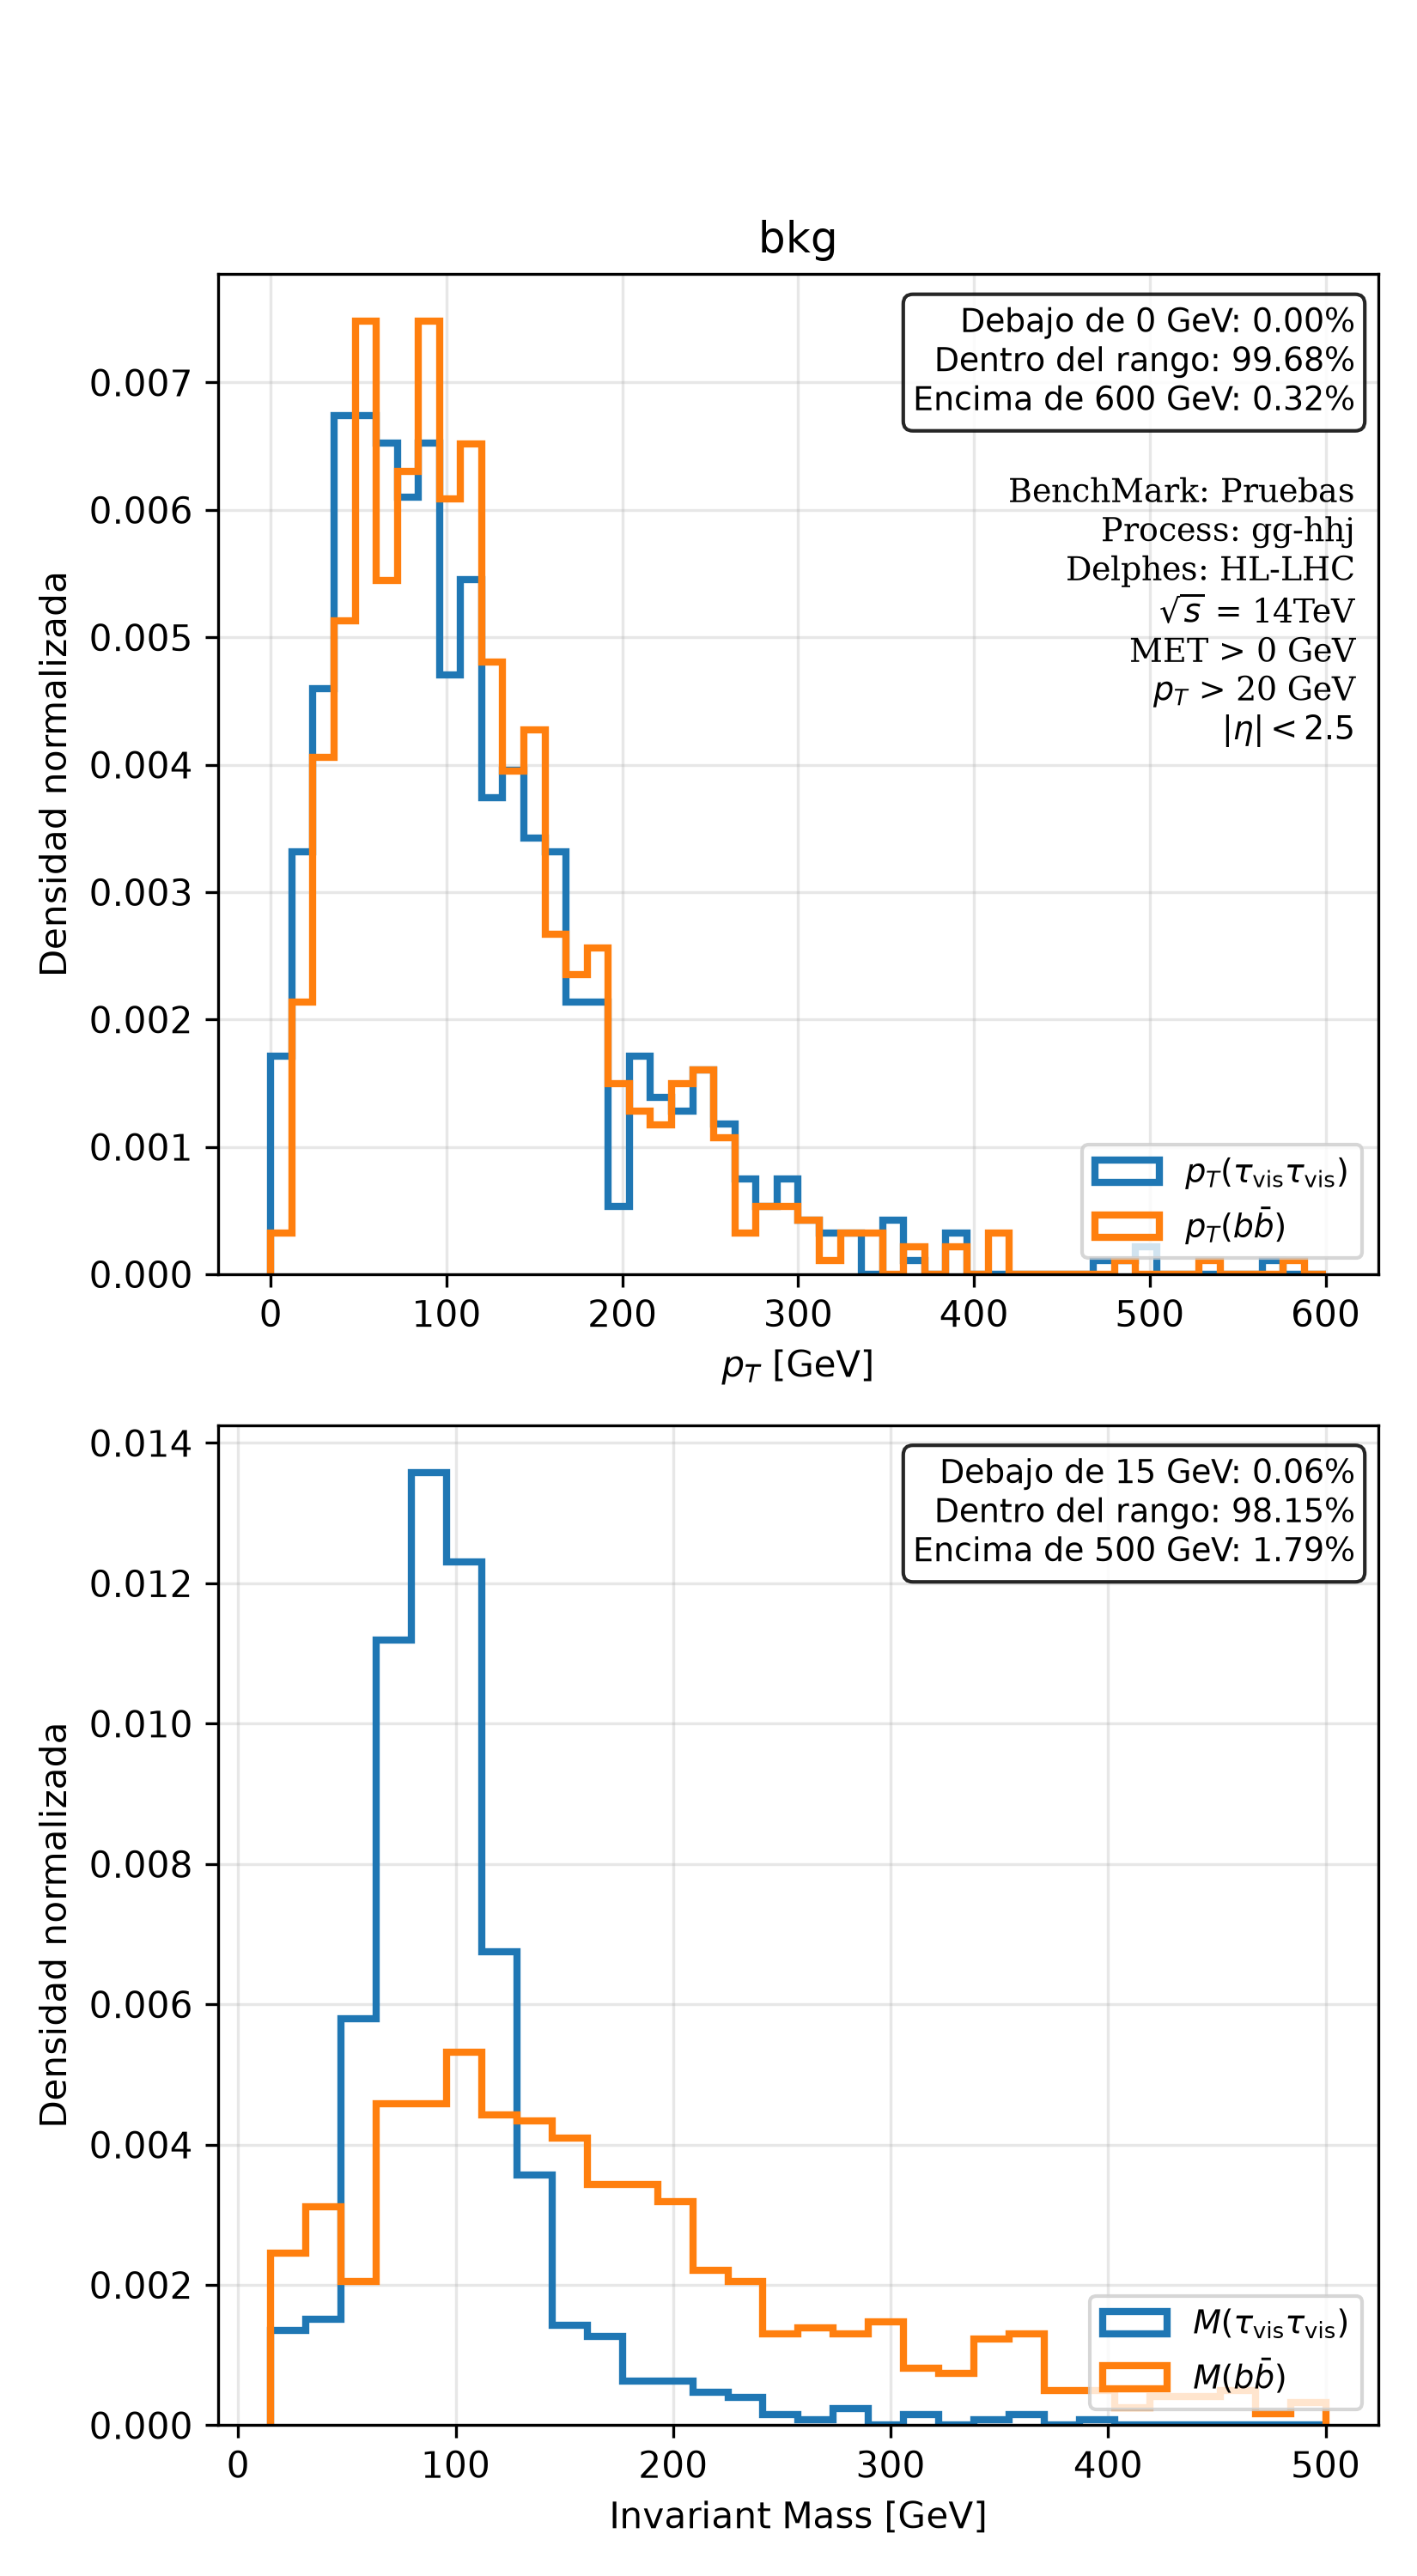 bkg
Debajo de 0 GeV: 0.00%
Dentro del rango: 99.68%
Encima de 600 GeV: 0.32%
BenchMark: Pruebas
Process: gg-hhj
Delphes: HL-LHC
√s = 14TeV
MET > 0 GeV
p_T > 20 GeV
|η| < 2.5
Densidad normalizada
0.007
0.006
0.005
0.004
0.003
0.002
0.001
0.000
p_T(τ_vis τ_vis)
p_T(bb̄)
0 100 200 300 400 500 600
p_T [GeV]
Debajo de 15 GeV: 0.06%
Dentro del rango: 98.15%
Encima de 500 GeV: 1.79%
Densidad normalizada
0.014
0.012
0.010
0.008
0.006
0.004
0.002
0.000
M(τ_vis τ_vis)
M(bb̄)
0 100 200 300 400 500
Invariant Mass [GeV]